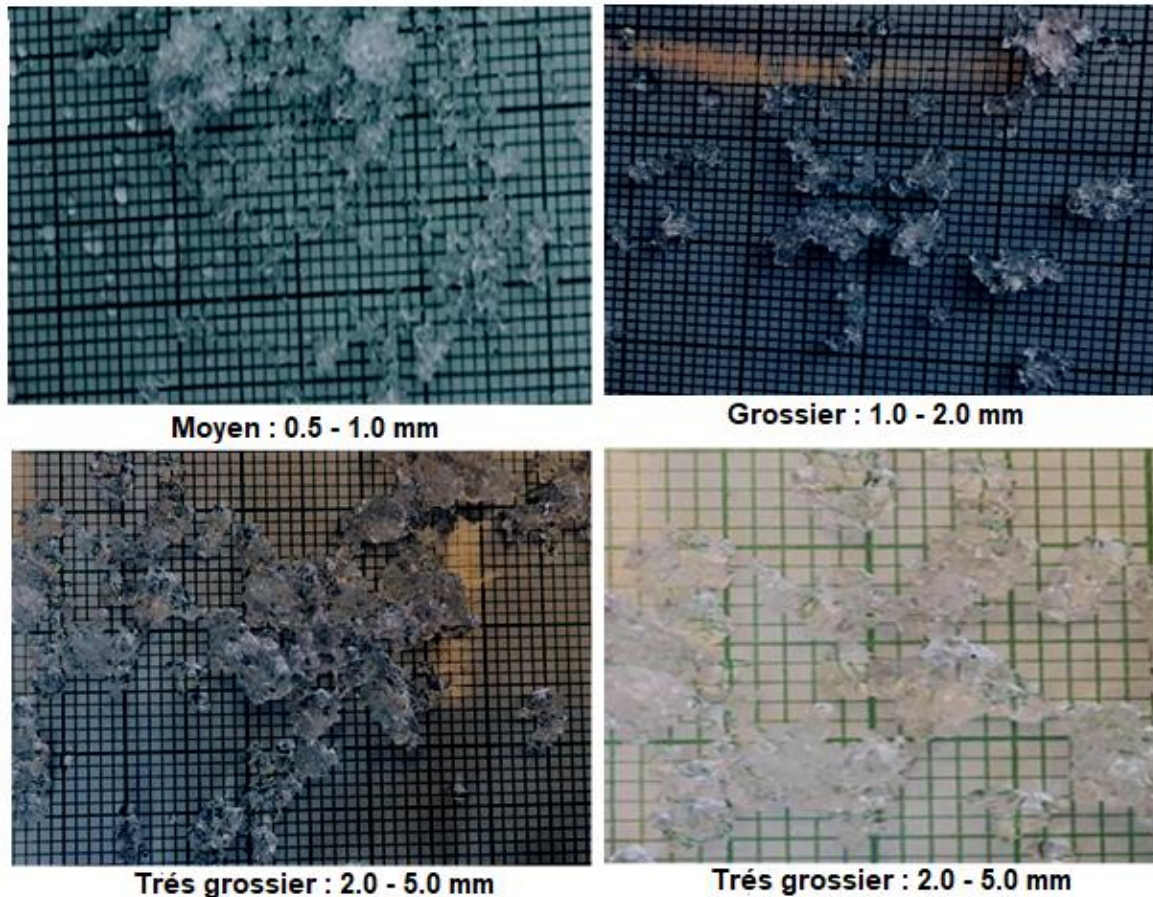 Moyen : 0.5 - 1.0 mm
Grossier : 1.0 - 2.0 mm
Trés grossier : 2.0 - 5.0 mm
Trés grossier : 2.0 - 5.0 mm